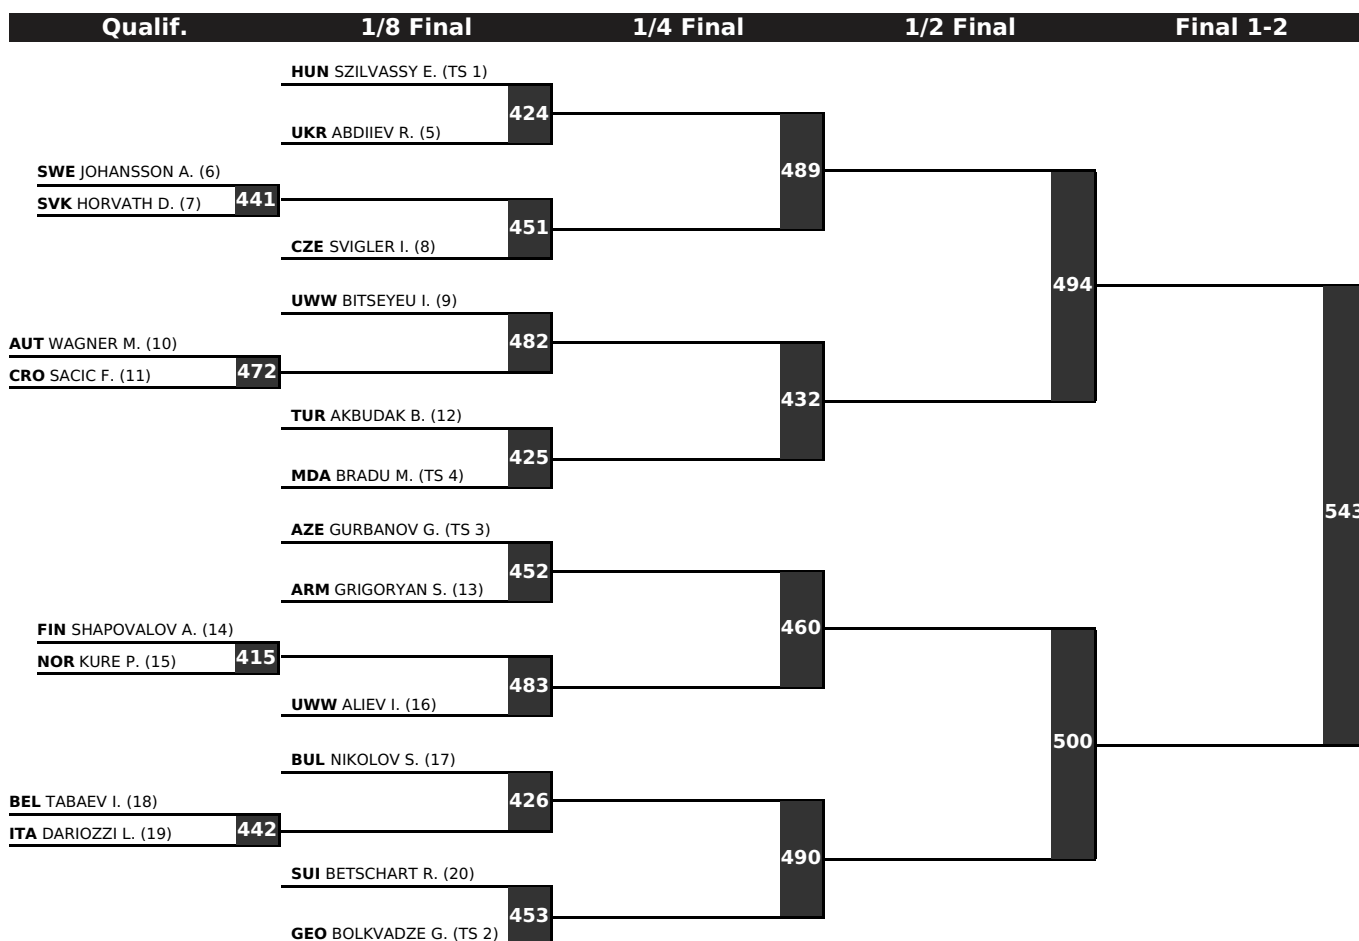 Qualif. 1/8 Final 1/4 Final 1/2 Final Final 1-2
HUN SZILVASSY E. (TS 1)
424
UKR ABDIIEV R. (5)
489
SWE JOHANSSON A. (6)
441
SVK HORVATH D. (7)
451
CZE SVIGLER I. (8)
494
UWW BITSEYEU I. (9)
482
AUT WAGNER M. (10)
472
CRO SACIC F. (11)
432
TUR AKBUDAK B. (12)
425
MDA BRADU M. (TS 4)
543
AZE GURBANOV G. (TS 3)
452
ARM GRIGORYAN S. (13)
460
FIN SHAPOVALOV A. (14)
415
NOR KURE P. (15)
483
UWW ALIEV I. (16)
500
BUL NIKOLOV S. (17)
426
BEL TABAEV I. (18)
442
ITA DARIOZZI L. (19)
490
SUI BETSCHART R. (20)
453
GEO BOLKVADZE G. (TS 2)